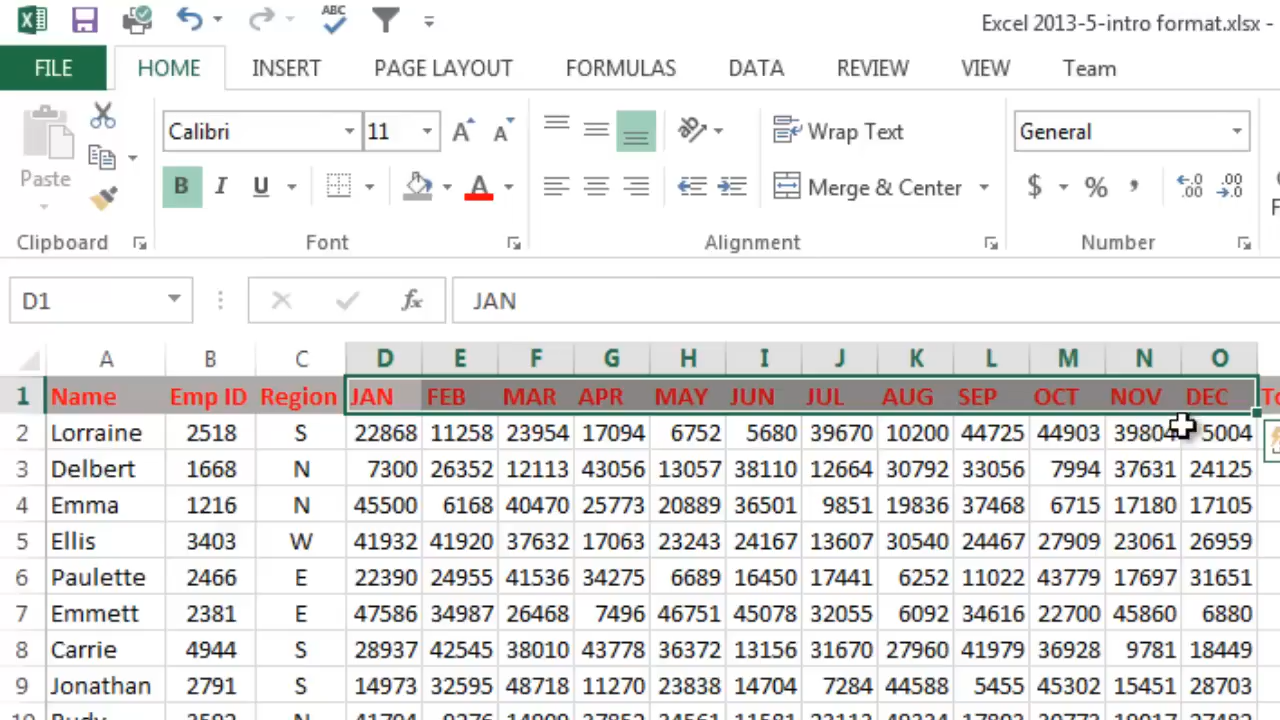 ABC
Excel 2013-5-intro format.xlsx -
FILE HOME INSERT PAGE LAYOUT FORMULAS DATA REVIEW VIEW Team
Calibri 11 A A Wrap Text General
Paste B I U A Merge & Center $ % , .00 .00
Clipboard Font Alignment Number
D1 fx JAN
A B C D E F G H I J K L M N O
1 Name Emp ID Region JAN FEB MAR APR MAY JUN JUL AUG SEP OCT NOV DEC
2 Lorraine 2518 S 22868 11258 23954 17094 6752 5680 39670 10200 44725 44903 39804 5004
3 Delbert 1668 N 7300 26352 12113 43056 13057 38110 12664 30792 33056 7994 37631 24125
4 Emma 1216 N 45500 6168 40470 25773 20889 36501 9851 19836 37468 6715 17180 17105
5 Ellis 3403 W 41932 41920 37632 17063 23243 24167 13607 30540 24467 27909 23061 26959
6 Paulette 2466 E 22390 24955 41536 34275 6689 16450 17441 6252 11022 43779 17697 31651
7 Emmett 2381 E 47586 34987 26468 7496 46751 45078 32055 6092 34616 22700 45860 6880
8 Carrie 4944 S 28937 42545 38010 43778 36372 13156 31670 27960 41979 36928 9781 18449
9 Jonathan 2791 S 14973 32595 48718 11270 23838 14704 7284 44588 5455 45302 15451 28703